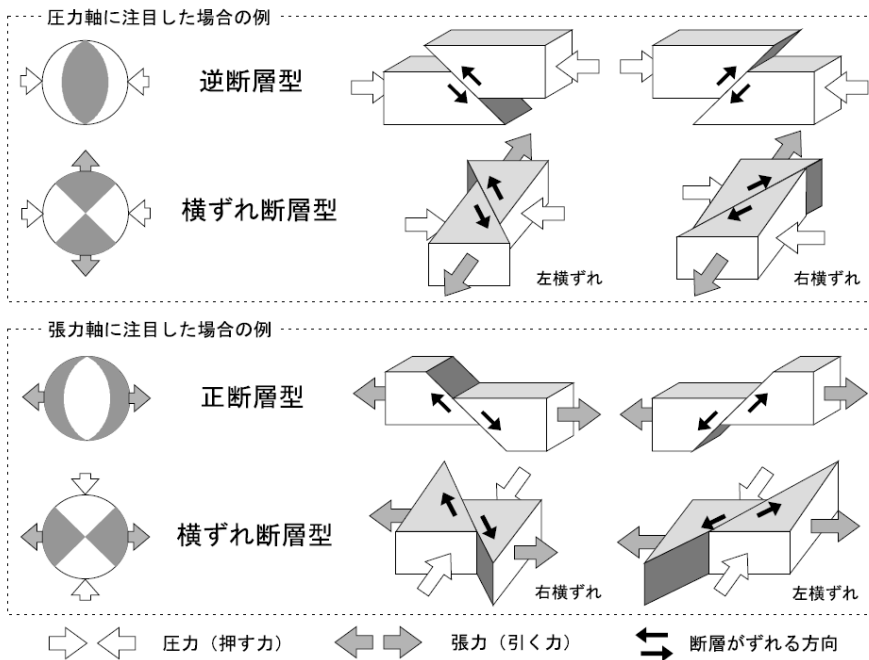 圧力軸に注目した場合の例
逆断層型
横ずれ断層型
左横ずれ
右横ずれ
張力軸に注目した場合の例
正断層型
横ずれ断層型
右横ずれ
左横ずれ
圧力（押す力）
張力（引く力）
断層がずれる方向